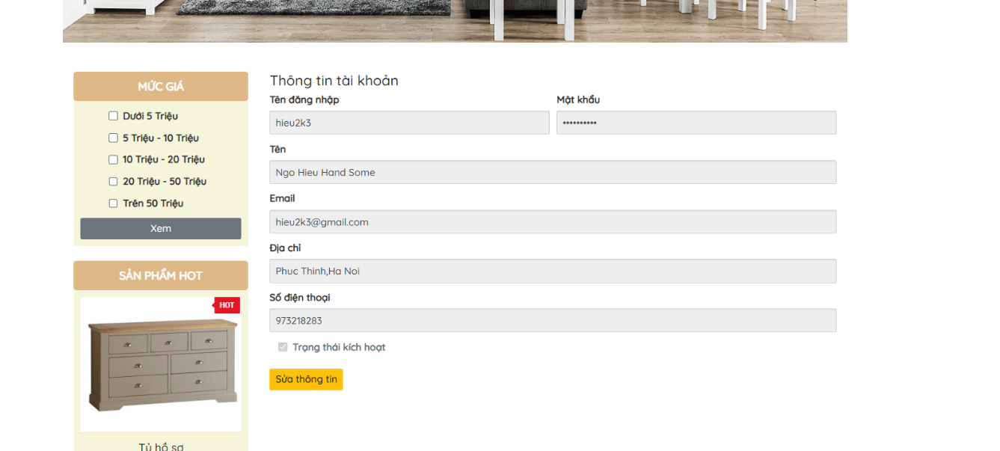 MỨC GIÁ
Dưới 5 Triệu
5 Triệu - 10 Triệu
10 Triệu - 20 Triệu
20 Triệu - 50 Triệu
Trên 50 Triệu
Xem
SẢN PHẨM HOT
HOT
Tủ hồ sơ
Thông tin tài khoản
Tên đăng nhập
Mật khẩu
hieu2k3
••••••••••
Tên
Ngo Hieu Hand Some
Email
hieu2k3@gmail.com
Địa chỉ
Phuc Thinh,Ha Noi
Số điện thoại
973218283
Trạng thái kích hoạt
Sửa thông tin